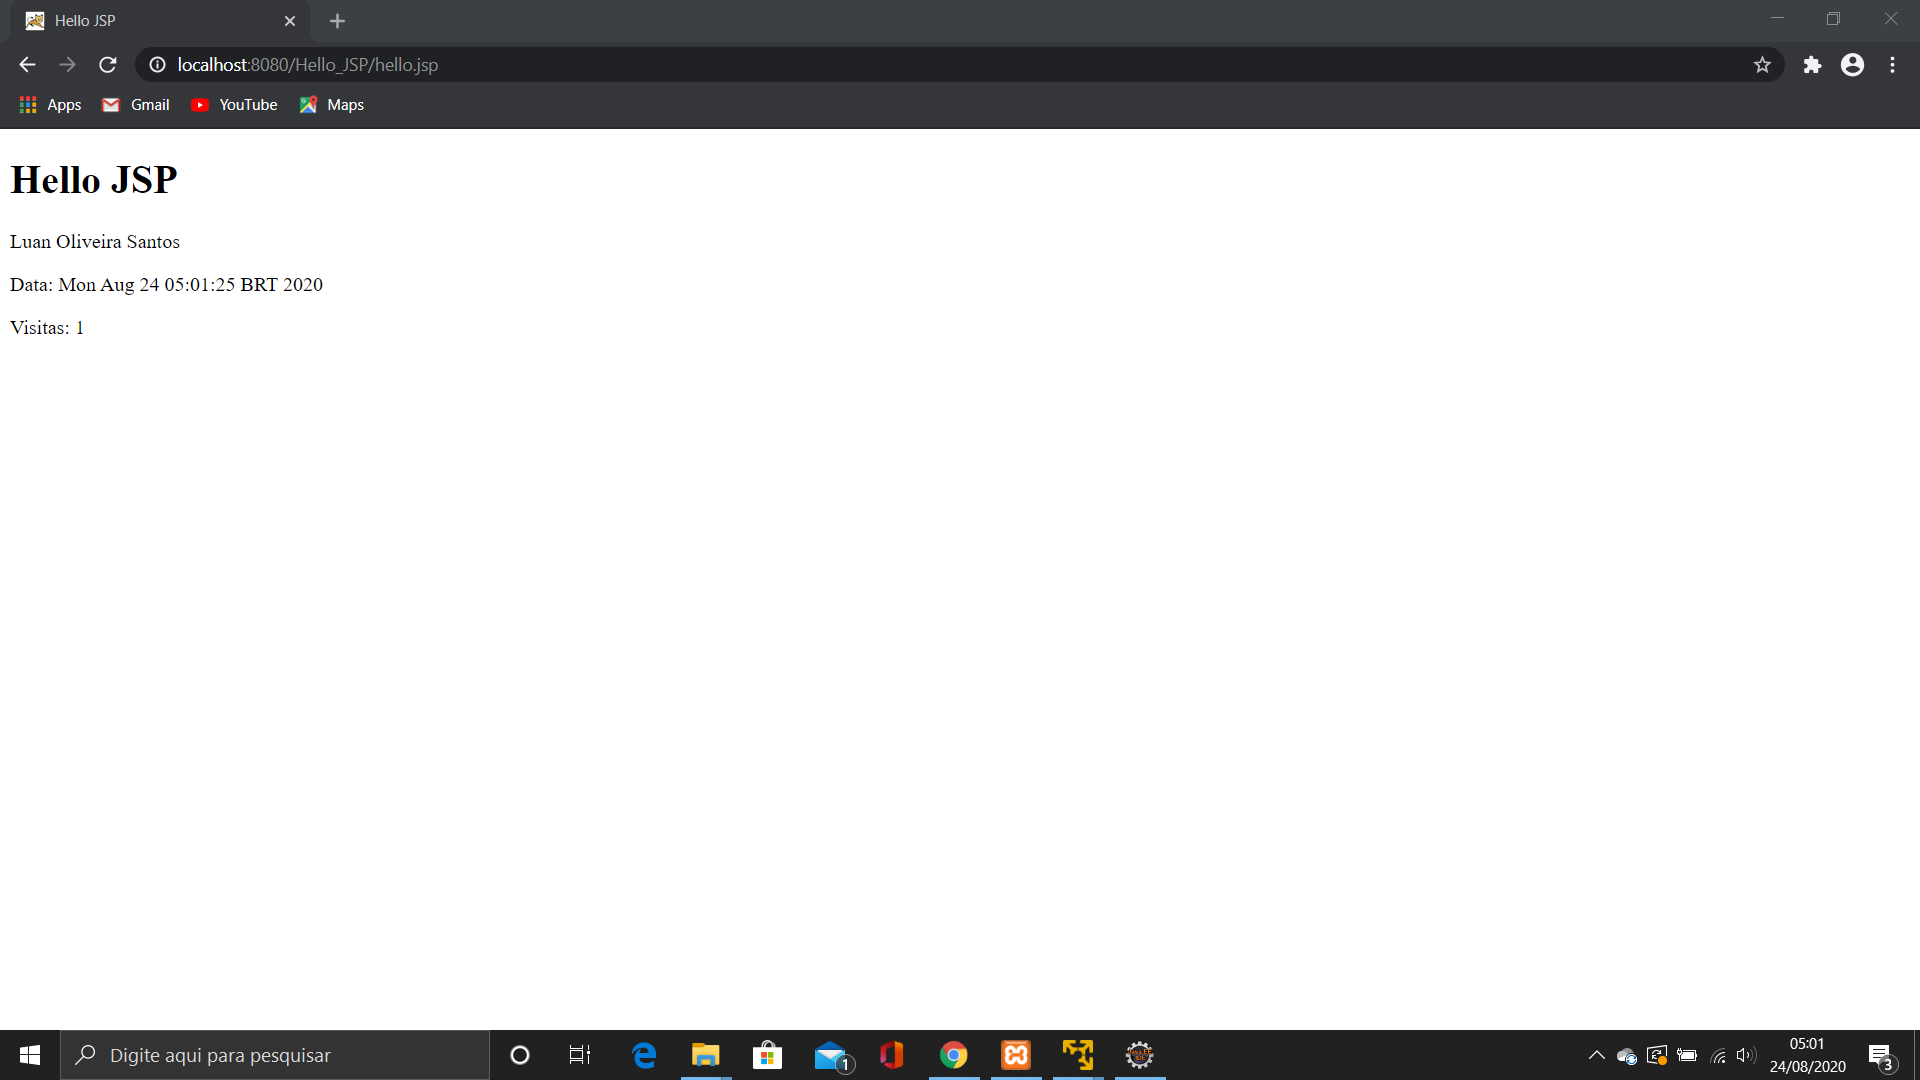 Hello JSP
localhost:8080/Hello_JSP/hello.jsp
Apps Gmail YouTube Maps
Hello JSP
Luan Oliveira Santos
Data: Mon Aug 24 05:01:25 BRT 2020
Visitas: 1
Digite aqui para pesquisar
1
05:01
24/08/2020
3